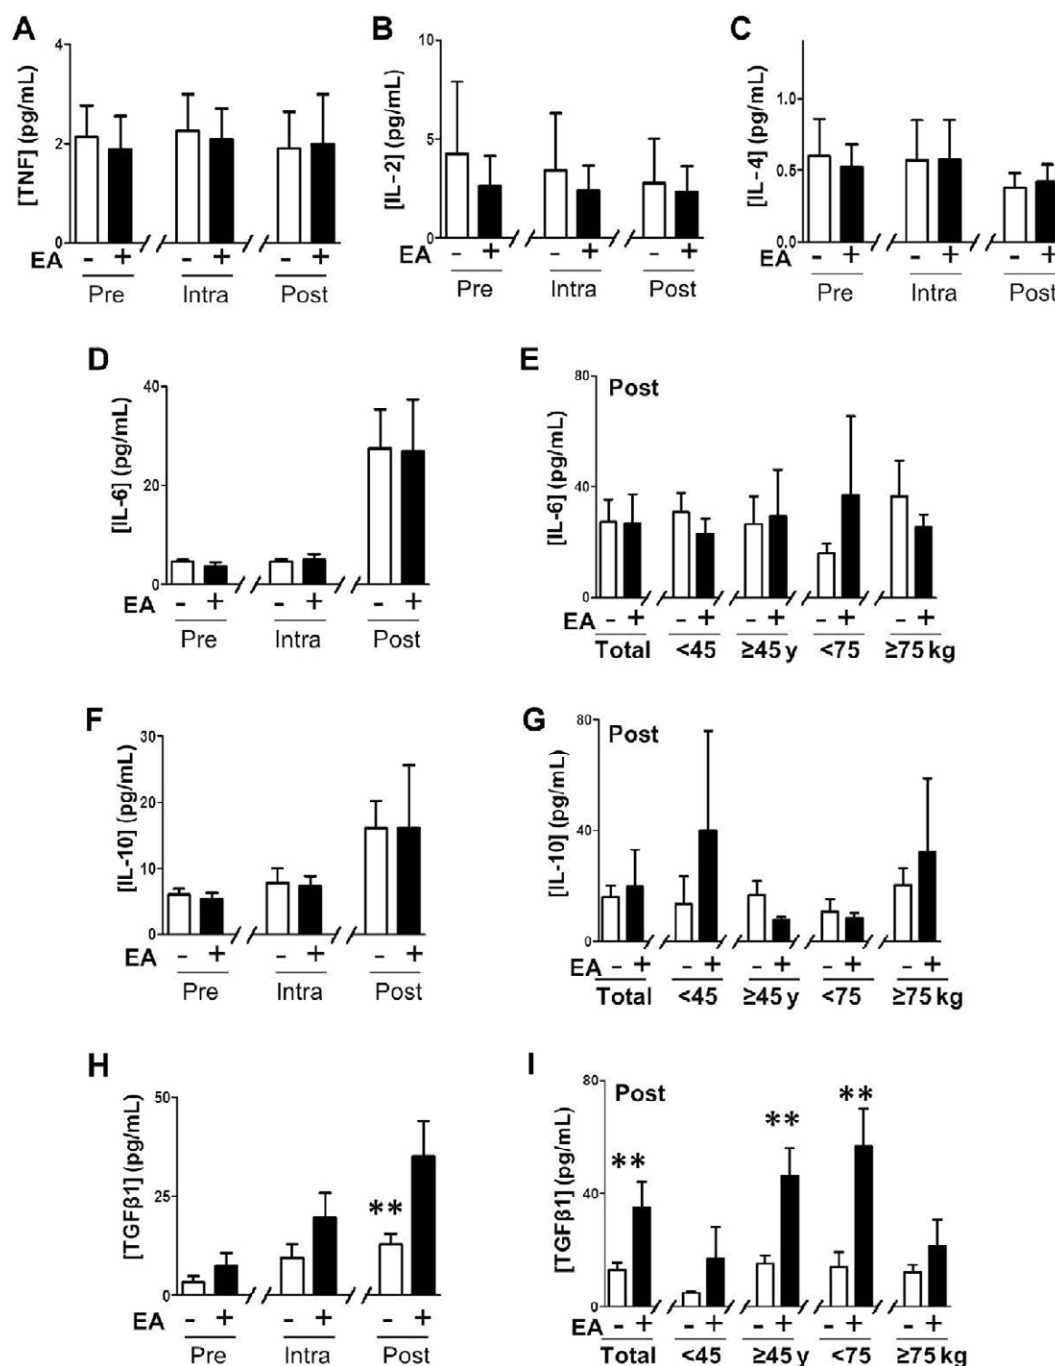 A
[TNF] (pg/mL)
4
2
0
EA - + - + - +
Pre Intra Post
B
[IL-2] (pg/mL)
10
5
0
- + - + - +
Pre Intra Post
C
[IL-4] (pg/mL)
1.0
0.5
0.0
- + - + - +
Pre Intra Post
D
[IL-6] (pg/mL)
40
20
0
EA - + - + - +
Pre Intra Post
E
Post
[IL-6] (pg/mL)
80
40
0
EA - + - + - + - + - +
Total <45 ≥45 y <75 ≥75 kg
F
[IL-10] (pg/mL)
30
20
10
0
EA - + - + - +
Pre Intra Post
G
Post
[IL-10] (pg/mL)
80
40
0
EA - + - + - + - + - +
Total <45 ≥45 y <75 ≥75 kg
H
[TGFβ1] (pg/mL)
50
25
0
**
EA - + - + - +
Pre Intra Post
I
Post
[TGFβ1] (pg/mL)
80
40
0
** ** **
EA - + - + - + - + - +
Total <45 ≥45 y <75 ≥75 kg